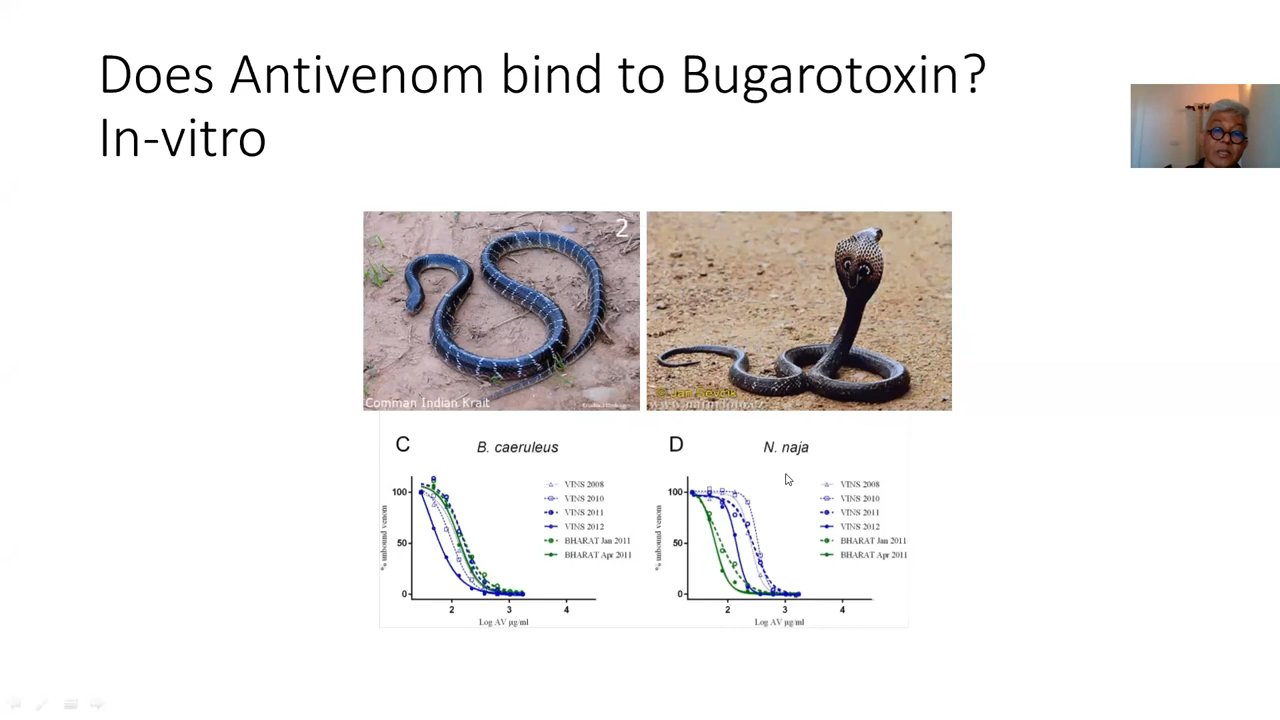 Does Antivenom bind to Bugarotoxin?
In-vitro
2
Comman Indian Krait
C
B. caeruleus
% unbound venom
100
50
0
2
3
4
Log AV µg/ml
VINS 2008
VINS 2010
VINS 2011
VINS 2012
BHARAT Jan 2011
BHARAT Apr 2011
D
N. naja
% unbound venom
100
50
0
2
3
4
Log AV µg/ml
VINS 2008
VINS 2010
VINS 2011
VINS 2012
BHARAT Jan 2011
BHARAT Apr 2011